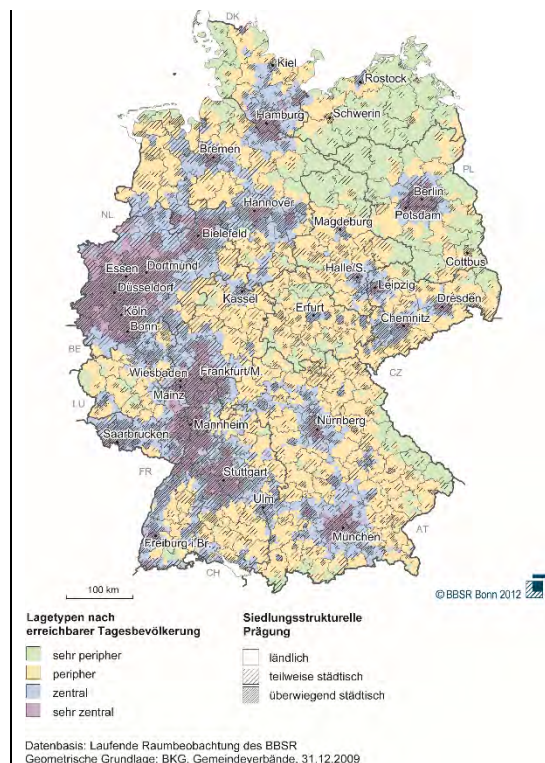 DK
Kiel
Rostock
Hamburg
Schwerin
Bremen
PL
Berlin
NL
Hannover
Potsdam
Magdeburg
Bielefeld
Cottbus
Essen
Dortmund
Halle/S.
Leipzig
Düsseldorf
Kassel
Dresden
Köln
Erfurt
Chemnitz
Bonn
BE
Wiesbaden
Frankfurt/M.
CZ
Mainz
LU
Mannheim
Nürnberg
Saarbrücken
FR
Stuttgart
Ulm
AT
München
Freiburg i.Br.
CH
100 km
© BBSR Bonn 2012
Lagetypen nach
erreichbarer Tagesbevölkerung
sehr peripher
peripher
zentral
sehr zentral
Siedlungsstrukturelle
Prägung
ländlich
teilweise städtisch
überwiegend städtisch
Datenbasis: Laufende Raumbeobachtung des BBSR
Geometrische Grundlage: BKG, Gemeindeverbände, 31.12.2009